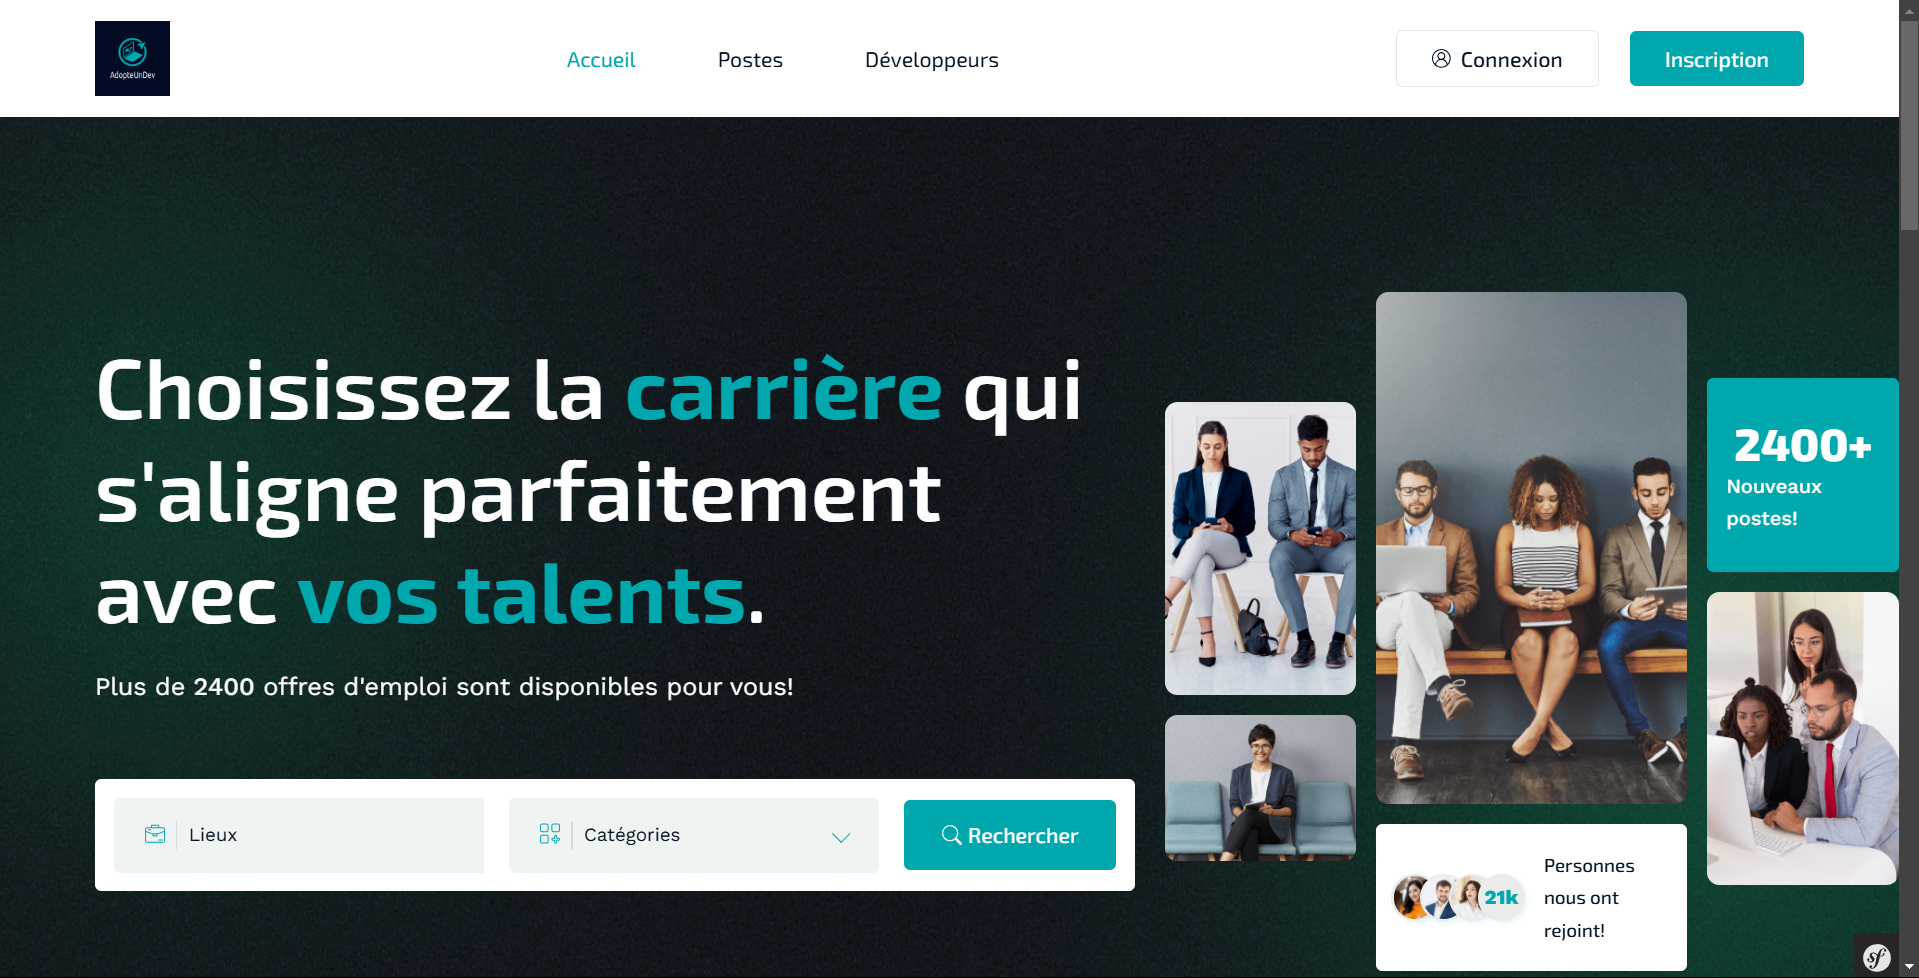 AdopteUnDev
Accueil
Postes
Développeurs
Connexion
Inscription
Choisissez la carrière qui
s'aligne parfaitement
avec vos talents.
Plus de 2400 offres d'emploi sont disponibles pour vous!
Lieux
Catégories
Rechercher
2400+
Nouveaux
postes!
21k
Personnes
nous ont
rejoint!
sf